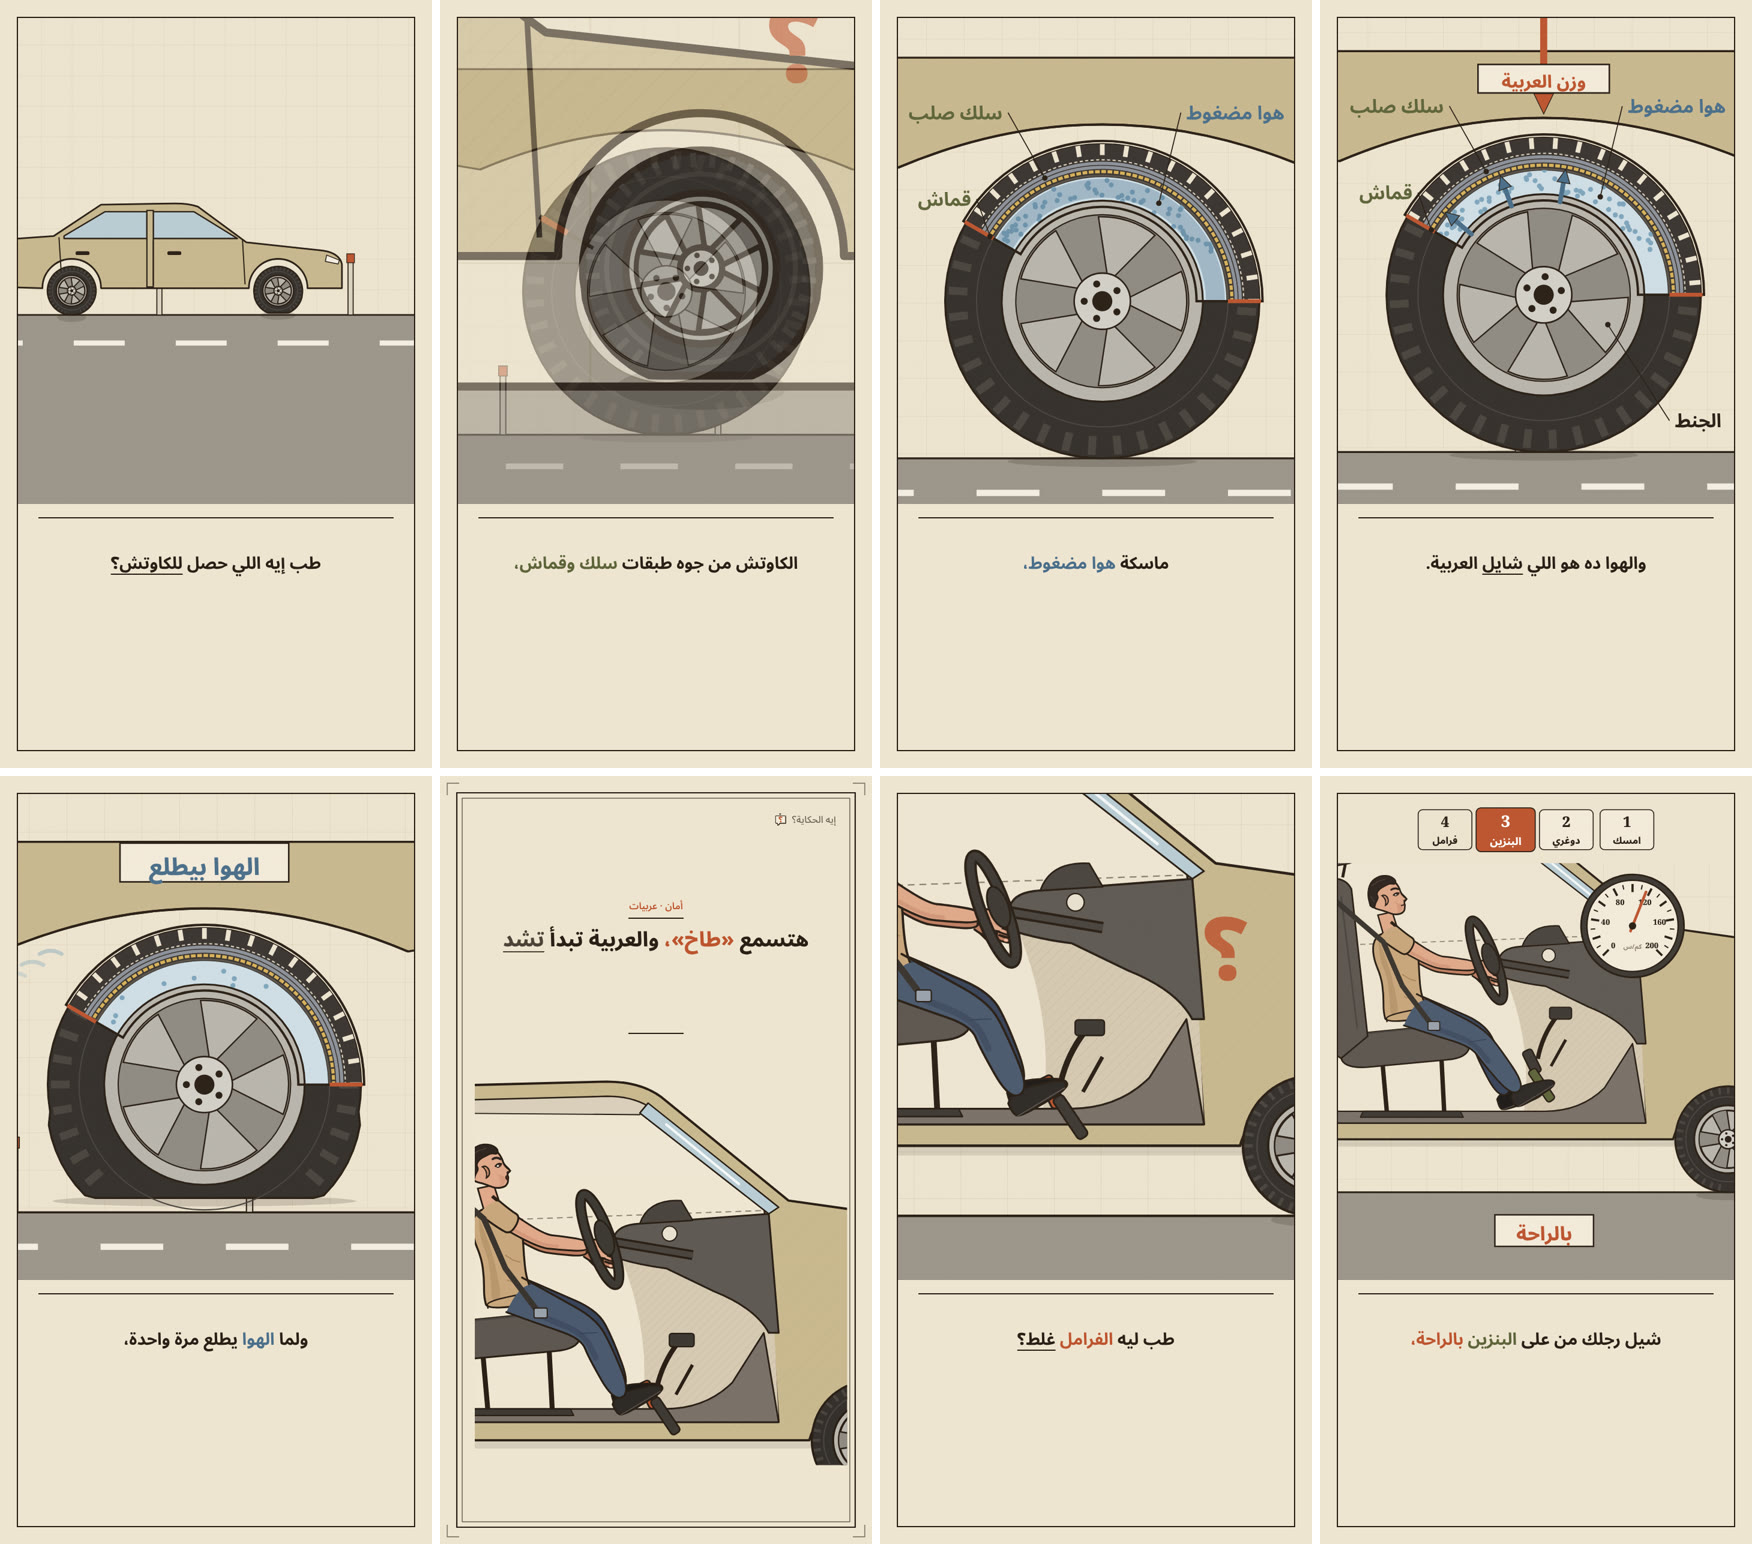 طب إيه اللي حصل للكاوتش؟
؟
الكاوتش من جوه طبقات سلك وقماش،
سلك صلب
هوا مضغوط
قماش
ماسكة هوا مضغوط،
وزن العربية
سلك صلب
هوا مضغوط
قماش
الجنط
والهوا ده هو اللي شايل العربية.
الهوا بيطلع
ولما الهوا يطلع مرة واحدة،
إيه الحكاية؟
أمان · عربيات
هتسمع «طاخ»، والعربية تبدأ تشد
؟
طب ليه الفرامل غلط؟
1 امسك
2 دوغري
3 البنزين
4 فرامل
0 40 80 120 160 200
كم/س
بالراحة
شيل رجلك من على البنزين بالراحة،